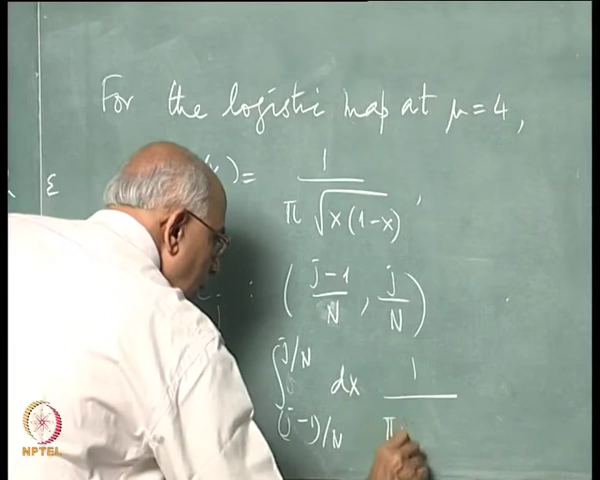 For the logistic map at μ = 4,
) = 1 / π √x(1-x) ,
ε
: ( j-1 / N , j / N )
∫ j/N (j-1)/N dx 1 / π
NPTEL